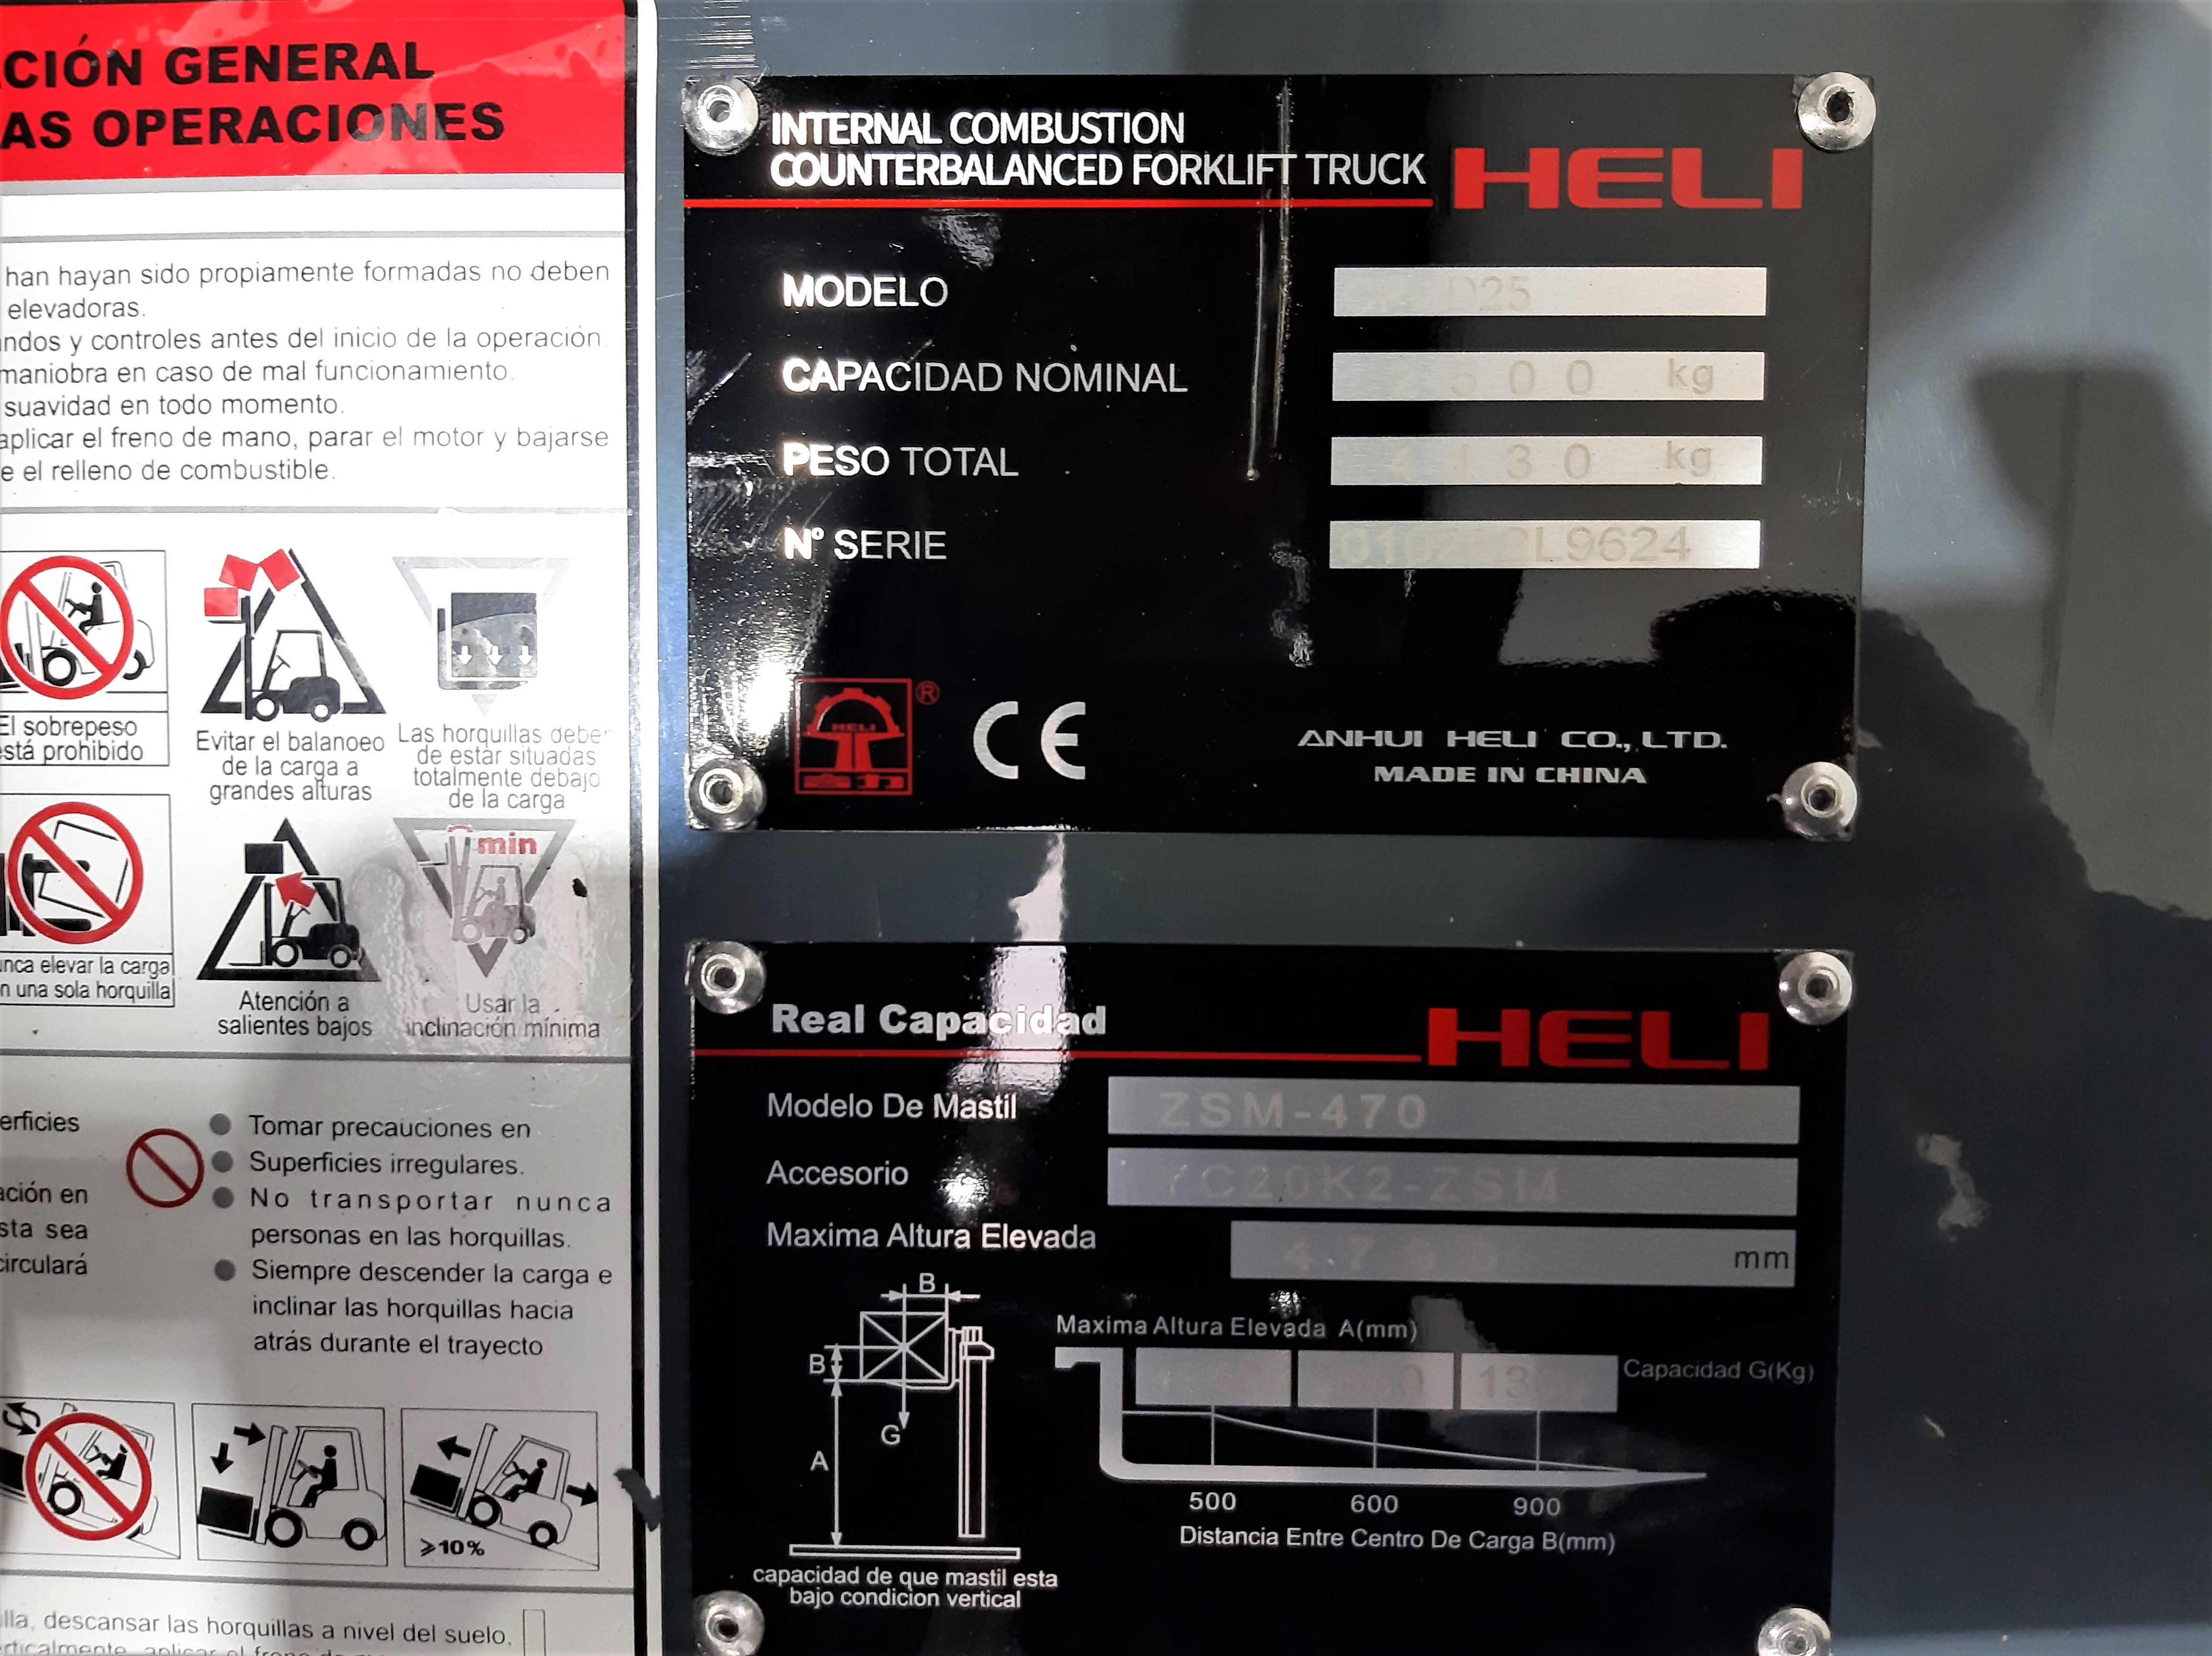 CIÓN GENERAL
AS OPERACIONES
han hayan sido propiamente formadas no deben
elevadoras.
ndos y controles antes del inicio de la operación.
maniobra en caso de mal funcionamiento.
suavidad en todo momento.
aplicar el freno de mano, parar el motor y bajarse
e el relleno de combustible.
El sobrepeso
está prohibido
Evitar el balanoeo
de la carga a
grandes alturas
Las horquillas deben
de estar situadas
totalmente debajo
de la carga
min
nca elevar la carga
n una sola horquilla
Atención a
salientes bajos
Usar la
inclinación mínima
erficies
ación en
sta sea
circulará
Tomar precauciones en
Superficies irregulares.
No transportar nunca
personas en las horquillas.
Siempre descender la carga e
inclinar las horquillas hacia
atrás durante el trayecto
≥10%
lla, descansar las horquillas a nivel del suelo,
INTERNAL COMBUSTION
COUNTERBALANCED FORKLIFT TRUCK
HELI
MODELO D25
CAPACIDAD NOMINAL 2500 kg
PESO TOTAL 4130 kg
Nº SERIE
HELI
合力
®
CE
ANHUI HELI CO., LTD.
MADE IN CHINA
Real Capacidad
HELI
Modelo De Mastil ZSM-470
Accesorio YC20K2-ZSM
Maxima Altura Elevada mm
B
B
G
A
capacidad de que mastil esta
bajo condicion vertical
Maxima Altura Elevada A(mm)
Capacidad G(Kg)
500 600 900
Distancia Entre Centro De Carga B(mm)